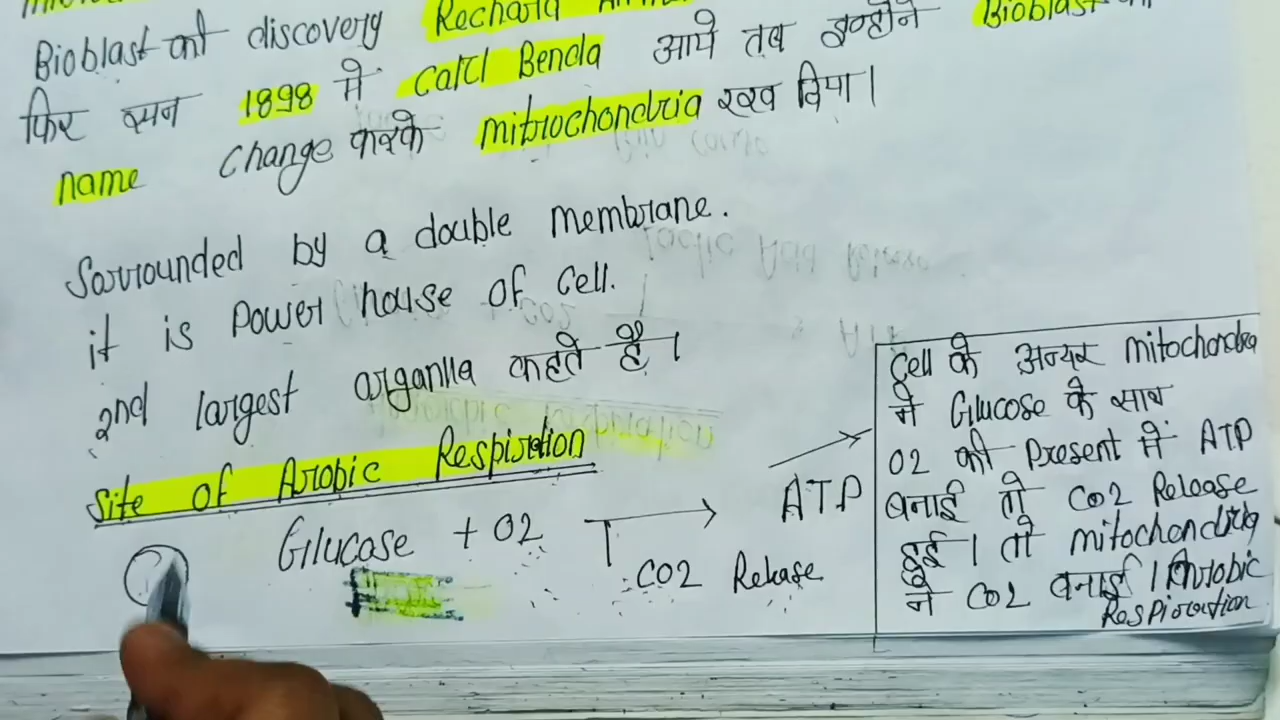 Bioblast की discovery Rechard
फिर सन 1898 में Carl Benda आये तब इन्होंने Bioblast का
name change करके mitrochondria रख दिया।
Sorrounded by a double membrane.
it is Power house of Cell.
2nd largest organlla कहते हैं।
Site of Arobic Respiration
Glucose + O2
CO2 Release
ATP
Cell के अन्दर mitochondria
ने Glucose के साथ
O2 की Present में ATP
बनाई तो CO2 Release
हुई। तो mitochondria
ने CO2 बनाई। Arobic
Respiration